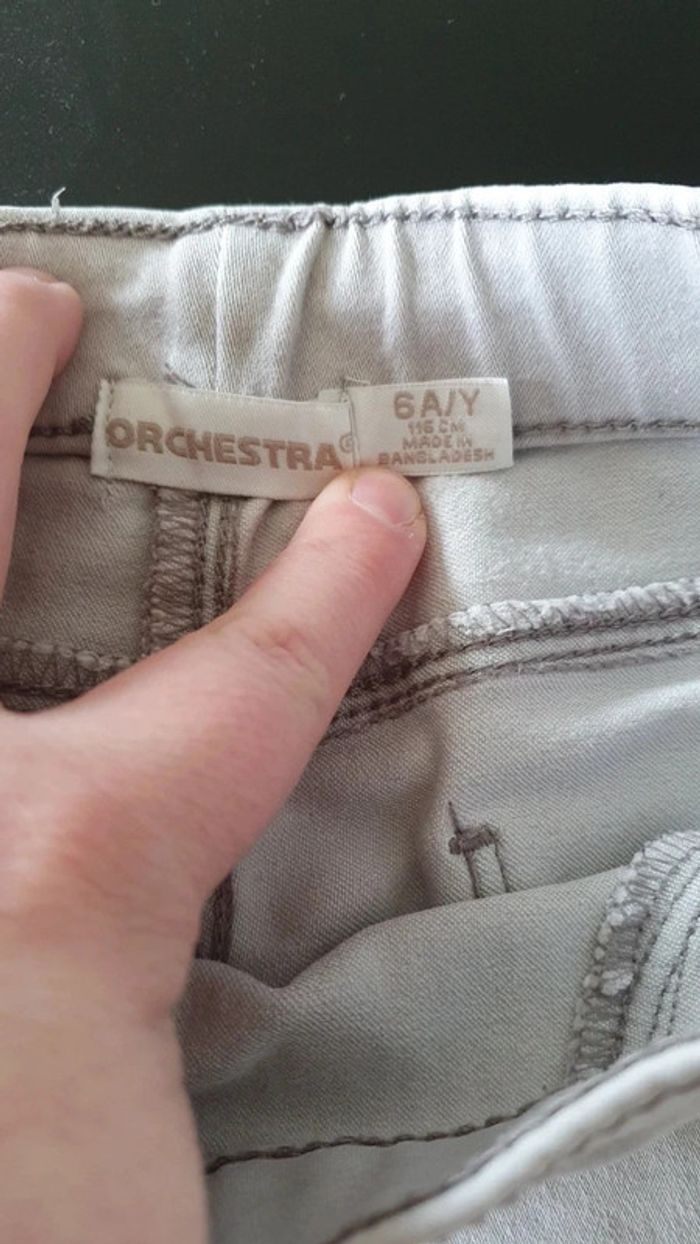 ORCHESTRA®
6A/Y
116 CM
MADE IN
BANGLADESH